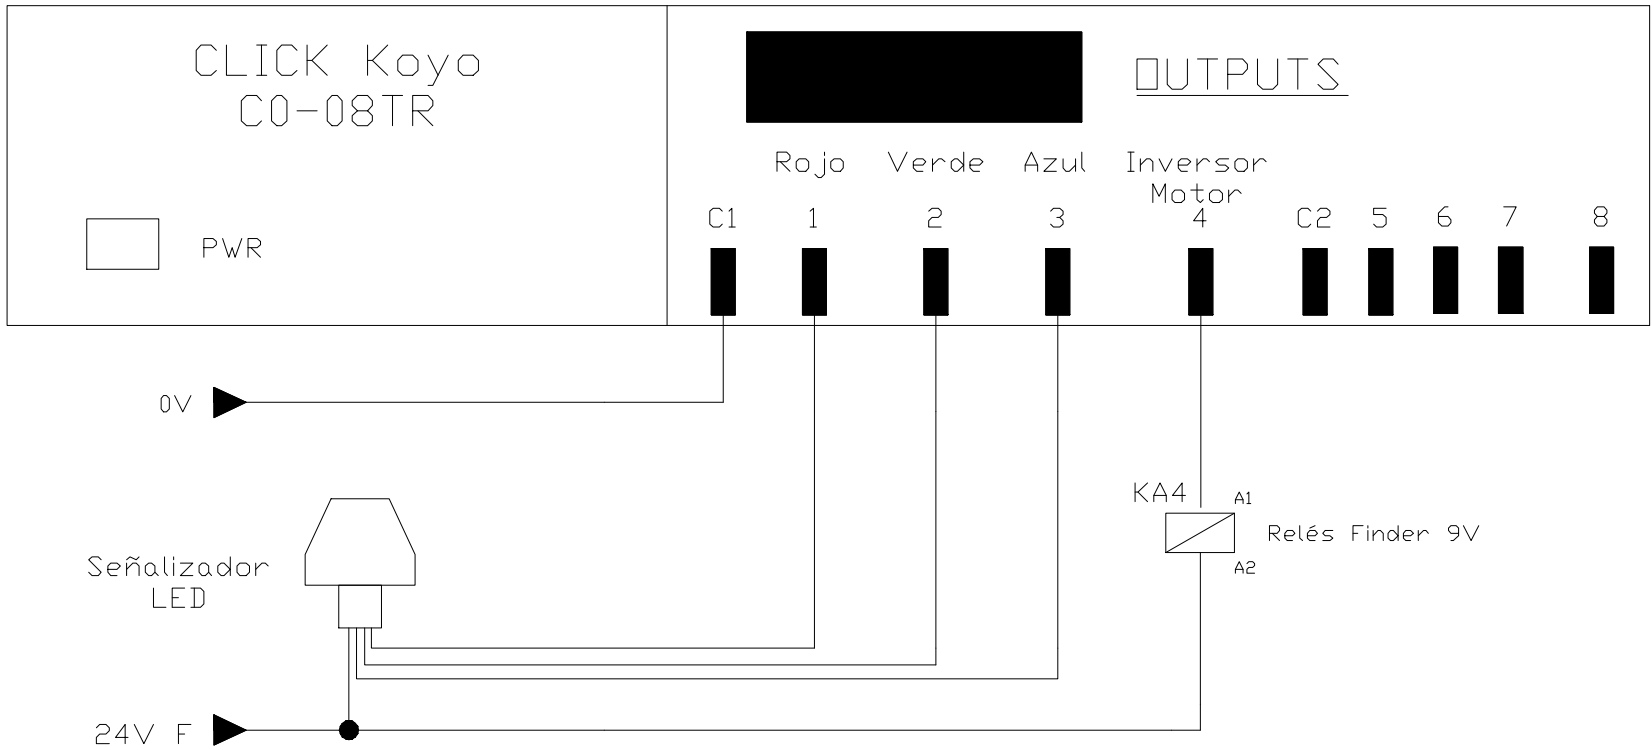 CLICK Koyo
C0-08TR
OUTPUTS
Rojo Verde Azul Inversor
Motor
C1 1 2 3 4 C2 5 6 7 8
PWR
0V
KA4 A1
Relés Finder 9V
A2
Señalizador
LED
24V F